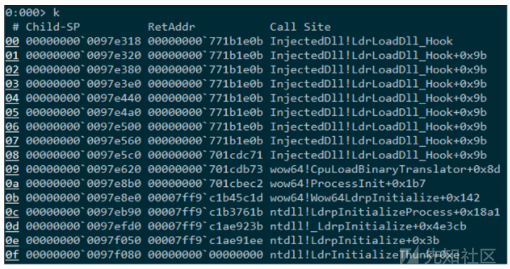 0:000> k
# Child-SP RetAddr Call Site
00 00000000`0097e318 00000000`771b1e0b InjectedDll!LdrLoadDll_Hook
01 00000000`0097e320 00000000`771b1e0b InjectedDll!LdrLoadDll_Hook+0x9b
02 00000000`0097e380 00000000`771b1e0b InjectedDll!LdrLoadDll_Hook+0x9b
03 00000000`0097e3e0 00000000`771b1e0b InjectedDll!LdrLoadDll_Hook+0x9b
04 00000000`0097e440 00000000`771b1e0b InjectedDll!LdrLoadDll_Hook+0x9b
05 00000000`0097e4a0 00000000`771b1e0b InjectedDll!LdrLoadDll_Hook+0x9b
06 00000000`0097e500 00000000`771b1e0b InjectedDll!LdrLoadDll_Hook+0x9b
07 00000000`0097e560 00000000`771b1e0b InjectedDll!LdrLoadDll_Hook+0x9b
08 00000000`0097e5c0 00000000`701cdc71 InjectedDll!LdrLoadDll_Hook+0x9b
09 00000000`0097e620 00000000`701cdb73 wow64!CpuLoadBinaryTranslator+0x8d
0a 00000000`0097e8b0 00000000`701cbec2 wow64!ProcessInit+0x1b7
0b 00000000`0097e8e0 00007ff9`c1b45c1d wow64!Wow64LdrpInitialize+0x142
0c 00000000`0097eb90 00007ff9`c1b3761b ntdll!LdrpInitializeProcess+0x18a1
0d 00000000`0097efd0 00007ff9`c1ae923b ntdll!_LdrpInitialize+0x4e3cb
0e 00000000`0097f050 00007ff9`c1ae91ee ntdll!LdrpInitialize+0x3b
0f 00000000`0097f080 00000000`00000000 ntdll!LdrInitializeThunk+0xe
先知社区